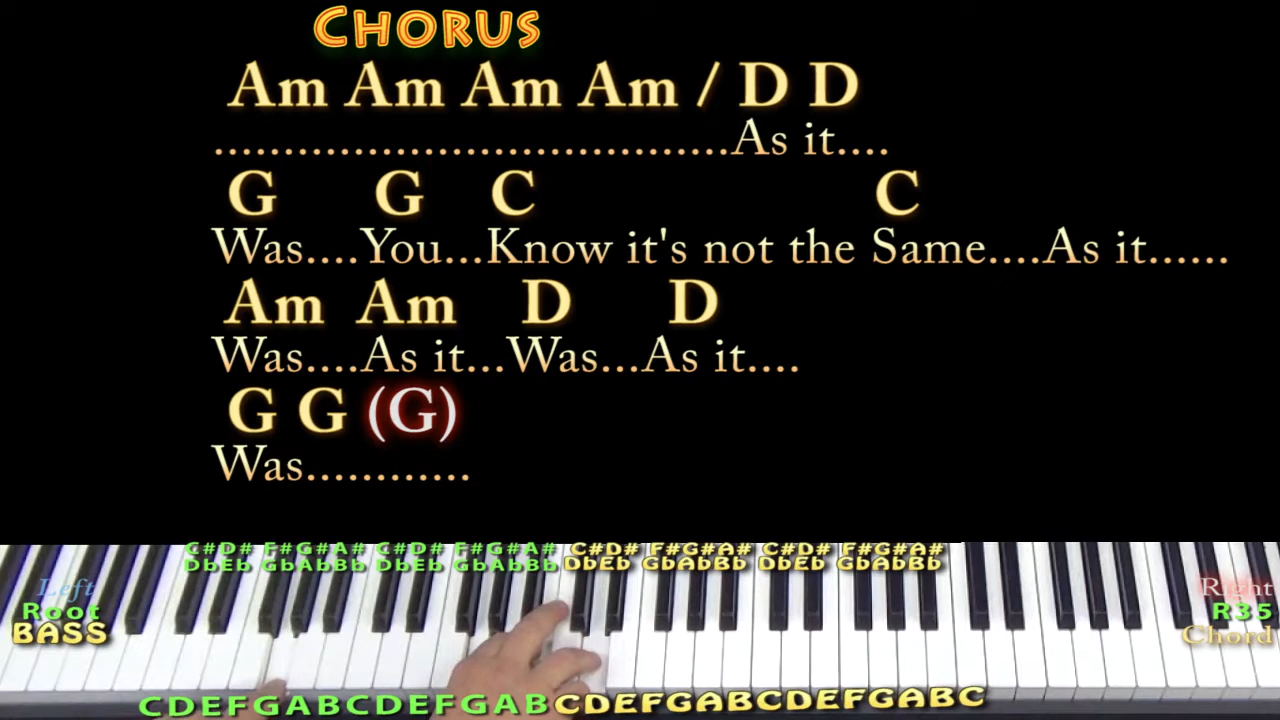 CHORUS
Am Am Am Am / D D
......................................As it....
G G C C
Was....You...Know it's not the Same....As it......
Am Am D D
Was....As it...Was...As it....
G G (G)
Was............
C#D# F#G#A# C#D# F#G#A# C#D# F#G#A# C#D# F#G#A#
DbEb GbAbBb DbEb GbAbBb DbEb GbAbBb DbEb GbAbBb
Left
Root
BASS
Right
R35
Chord
CDEFGABCDEFGABCDEFGABCDEFGABC